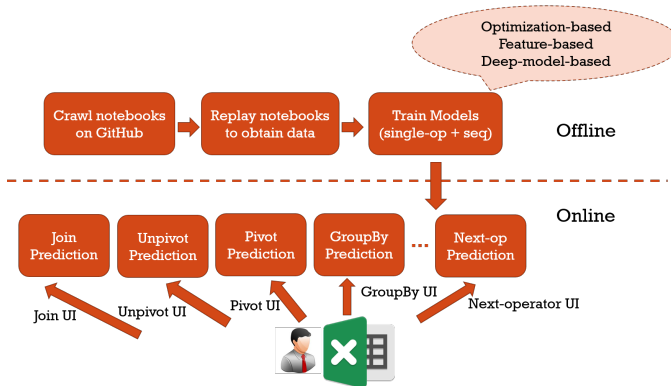 Optimization-based
Feature-based
Deep-model-based
Crawl notebooks
on GitHub
Replay notebooks
to obtain data
Train Models
(single-op + seq)
Offline
Online
Join
Prediction
Unpivot
Prediction
Pivot
Prediction
GroupBy
Prediction
...
Next-op
Prediction
Join UI
Unpivot UI
Pivot UI
GroupBy UI
Next-operator UI
X